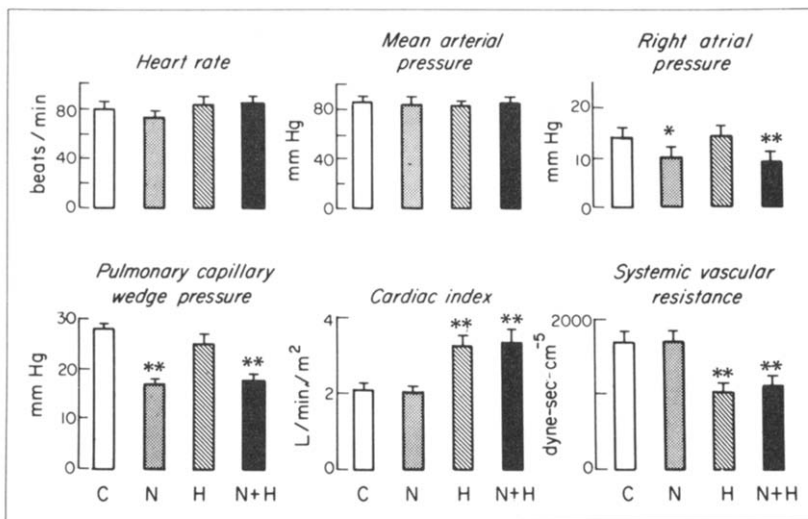 Heart rate
beats/min
80
40
0
Mean arterial
pressure
mm Hg
80
40
0
Right atrial
pressure
mm Hg
20
10
0
*
**
Pulmonary capillary
wedge pressure
mm Hg
30
20
10
0
**
**
C N H N+H
Cardiac index
L/min/m²
4
2
0
**
**
C N H N+H
Systemic vascular
resistance
dyne-sec-cm⁻⁵
2000
0
**
**
C N H N+H